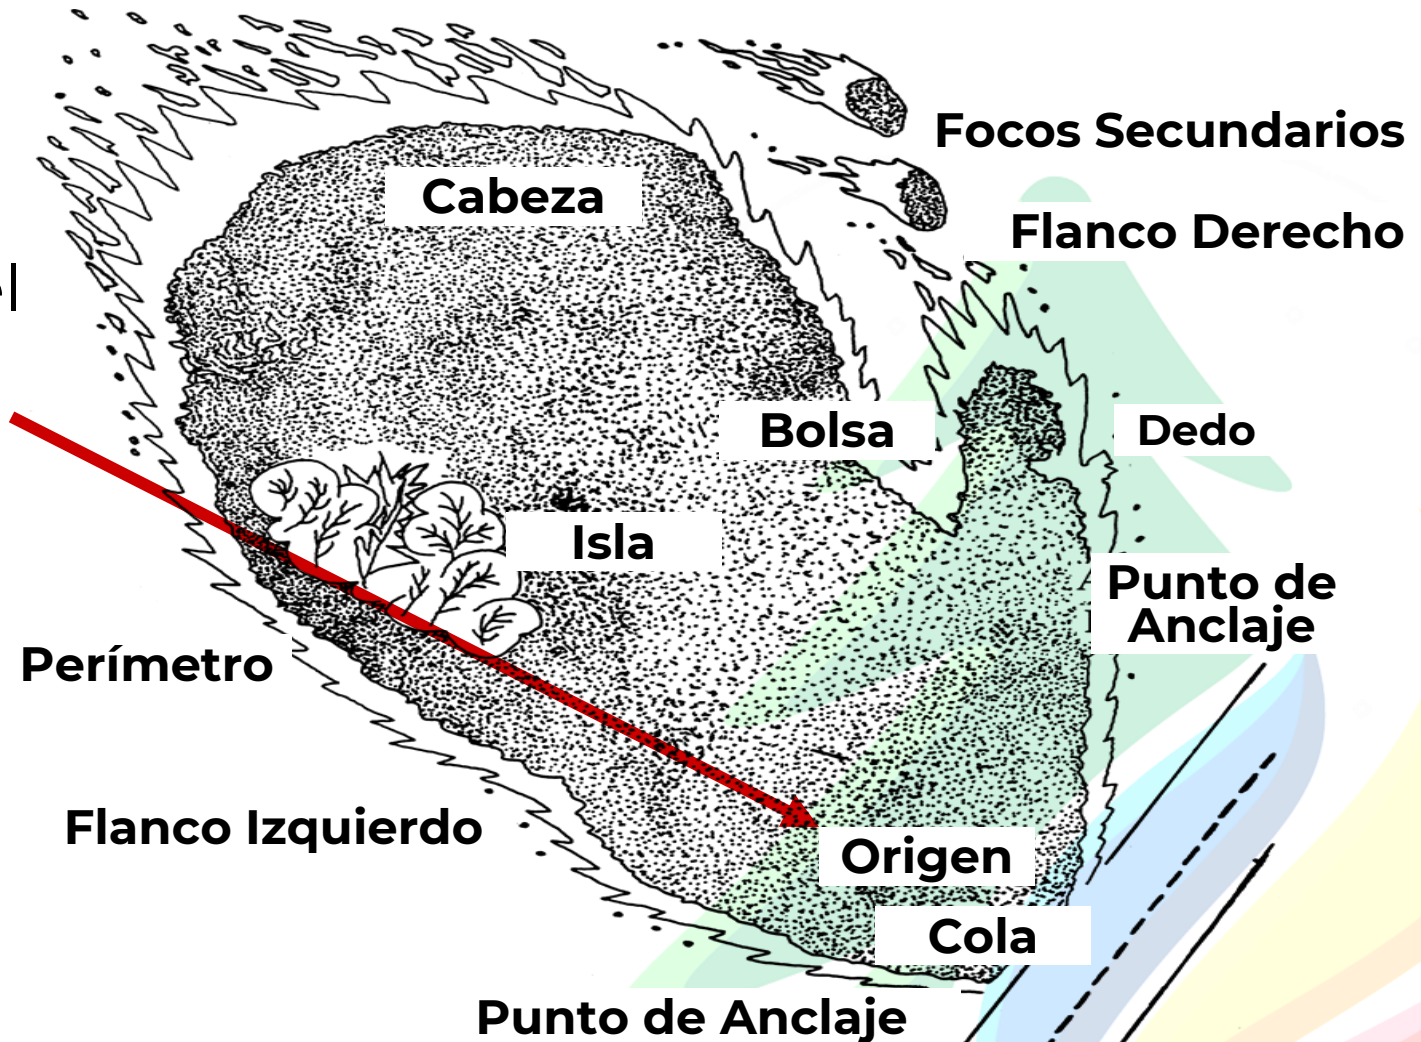 Focos Secundarios
Cabeza
Flanco Derecho
Bolsa
Dedo
Isla
Punto de
Anclaje
Perímetro
Flanco Izquierdo
Origen
Cola
Punto de Anclaje